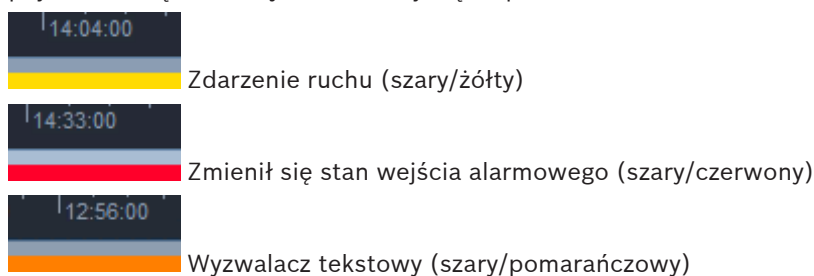 14:04:00
Zdarzenie ruchu (szary/żółty)
14:33:00
Zmienił się stan wejścia alarmowego (szary/czerwony)
12:56:00
Wyzwalacz tekstowy (szary/pomarańczowy)